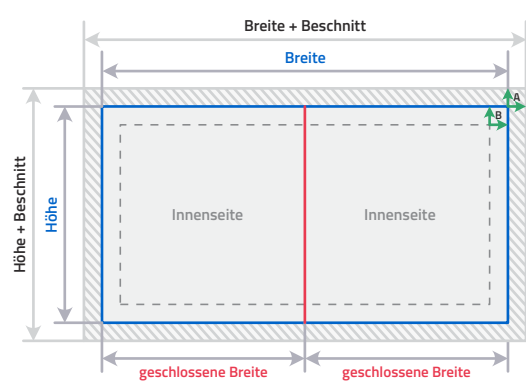 Breite + Beschnitt
Breite
A
B
Höhe + Beschnitt
Höhe
Innenseite
Innenseite
geschlossene Breite
geschlossene Breite